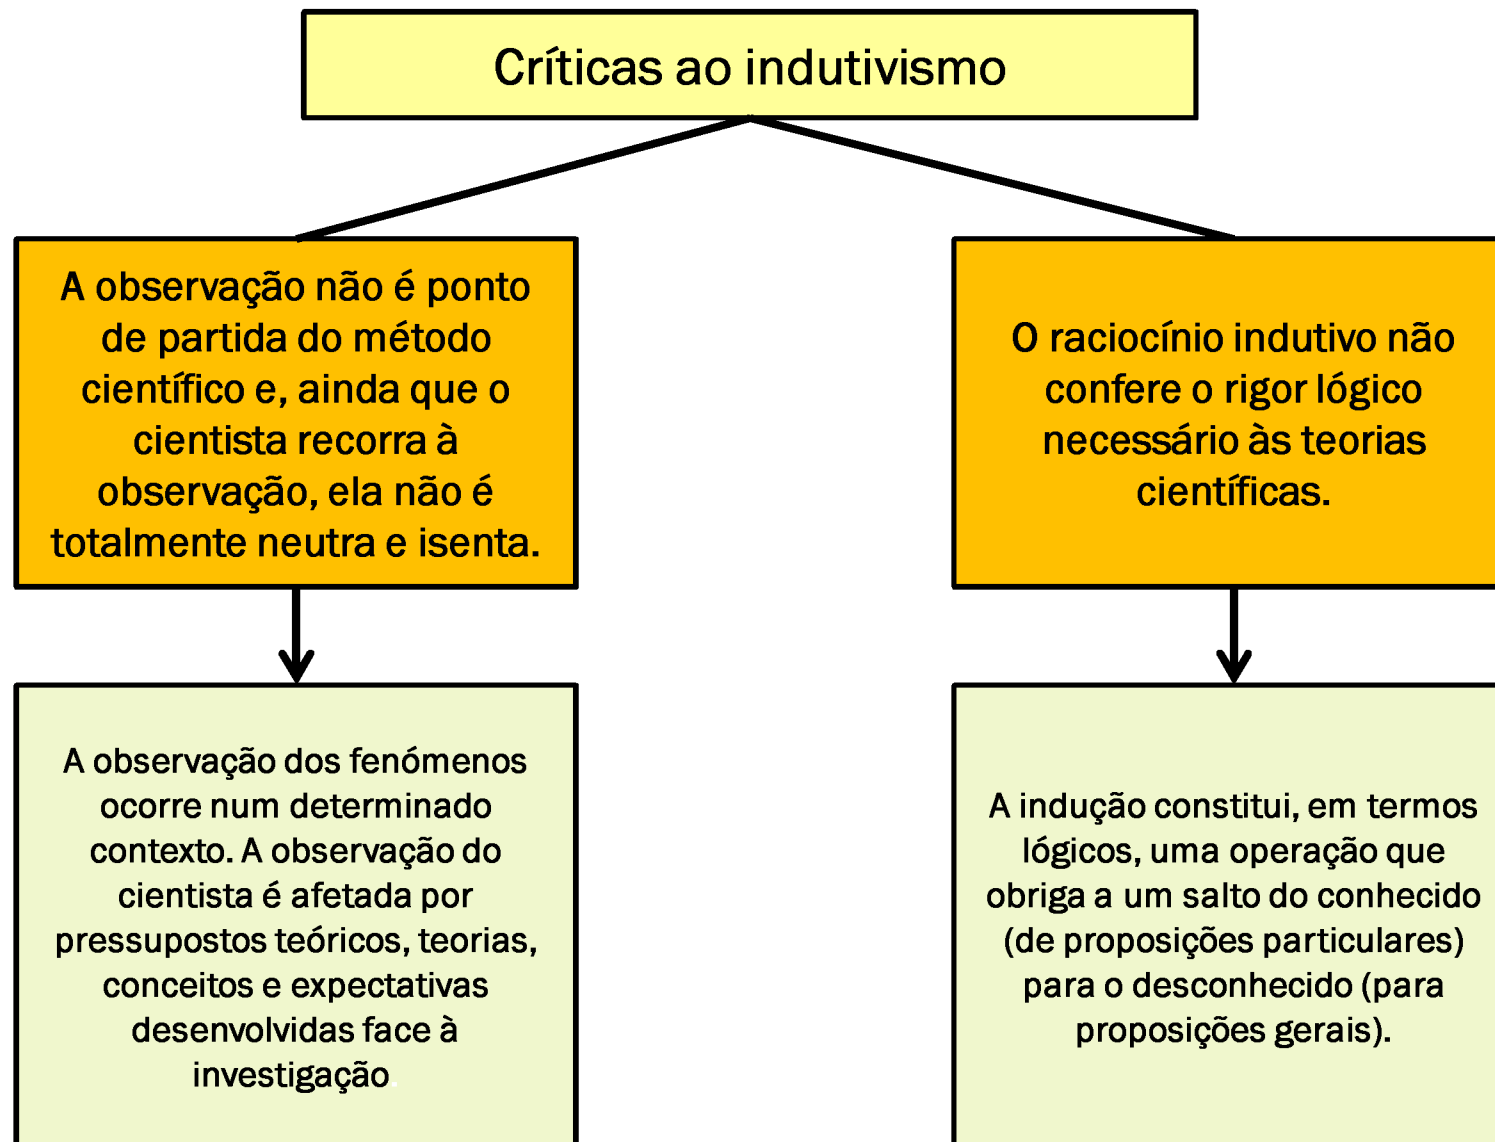 Críticas ao indutivismo
A observação não é ponto
de partida do método
científico e, ainda que o
cientista recorra à
observação, ela não é
totalmente neutra e isenta.
O raciocínio indutivo não
confere o rigor lógico
necessário às teorias
científicas.
A observação dos fenómenos
ocorre num determinado
contexto. A observação do
cientista é afetada por
pressupostos teóricos, teorias,
conceitos e expectativas
desenvolvidas face à
investigação.
A indução constitui, em termos
lógicos, uma operação que
obriga a um salto do conhecido
(de proposições particulares)
para o desconhecido (para
proposições gerais).